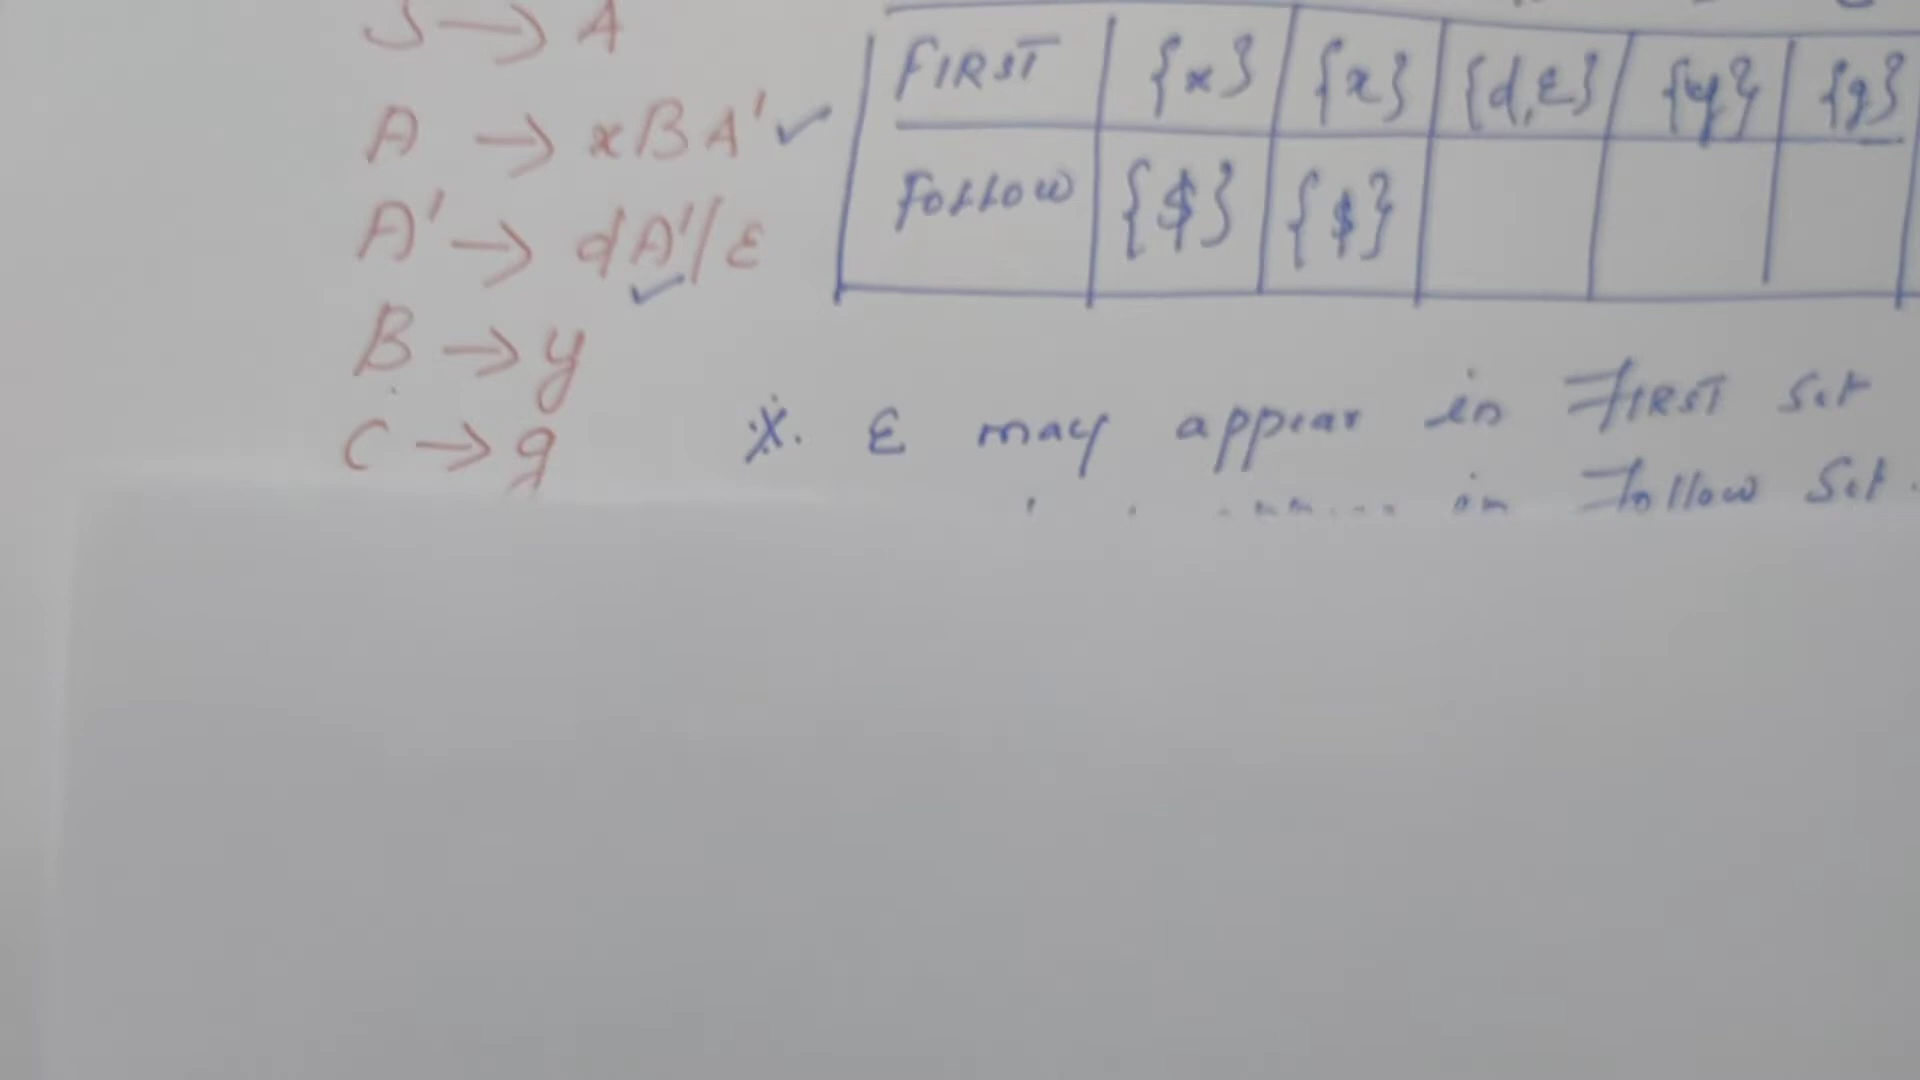 S → A
A → xBA' ✓
A' → dA'/ε
✓
B → y
C → g
FIRST {x} {x} {d,ε} {y} {g}
Follow {$} {$}
※. ε may appear in FIRST Set
in Follow Set.